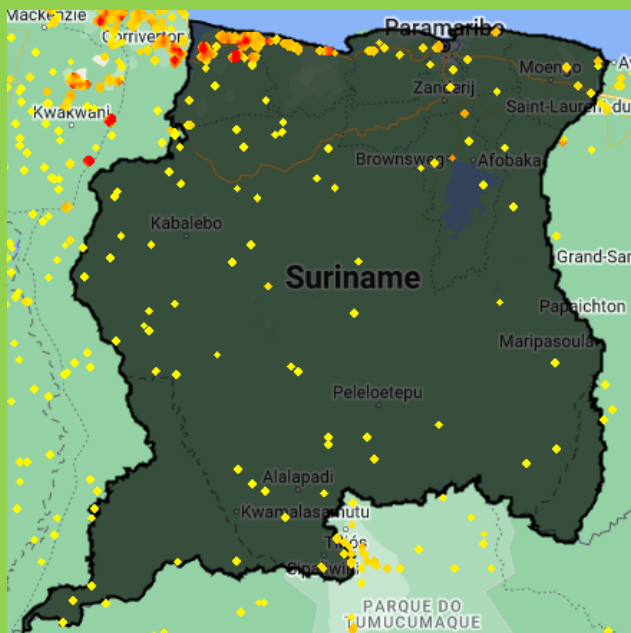 Mackenzie
Paramaribo
Corriverton
Moengo
Zanderij
Kwakwani
Saint-Laurent du
Brownsweg
Afobaka
Kabalebo
Grand-San
Suriname
Papaichton
Maripasoula
Peleloetepu
Alalapadi
Kwamalasamutu
Tiriós
Sipaliwini
PARQUE DO
TUMUCUMAQUE